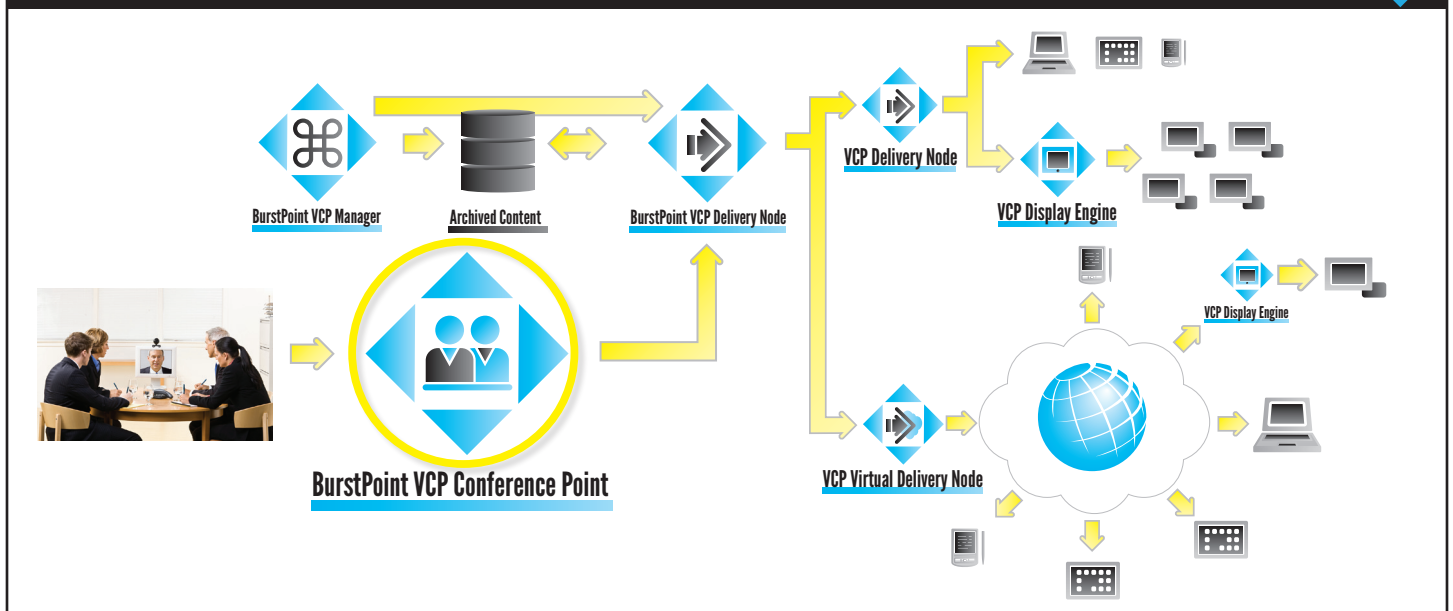 VCP Delivery Node
BurstPoint VCP Manager
Archived Content
BurstPoint VCP Delivery Node
VCP Display Engine
VCP Display Engine
BurstPoint VCP Conference Point
VCP Virtual Delivery Node